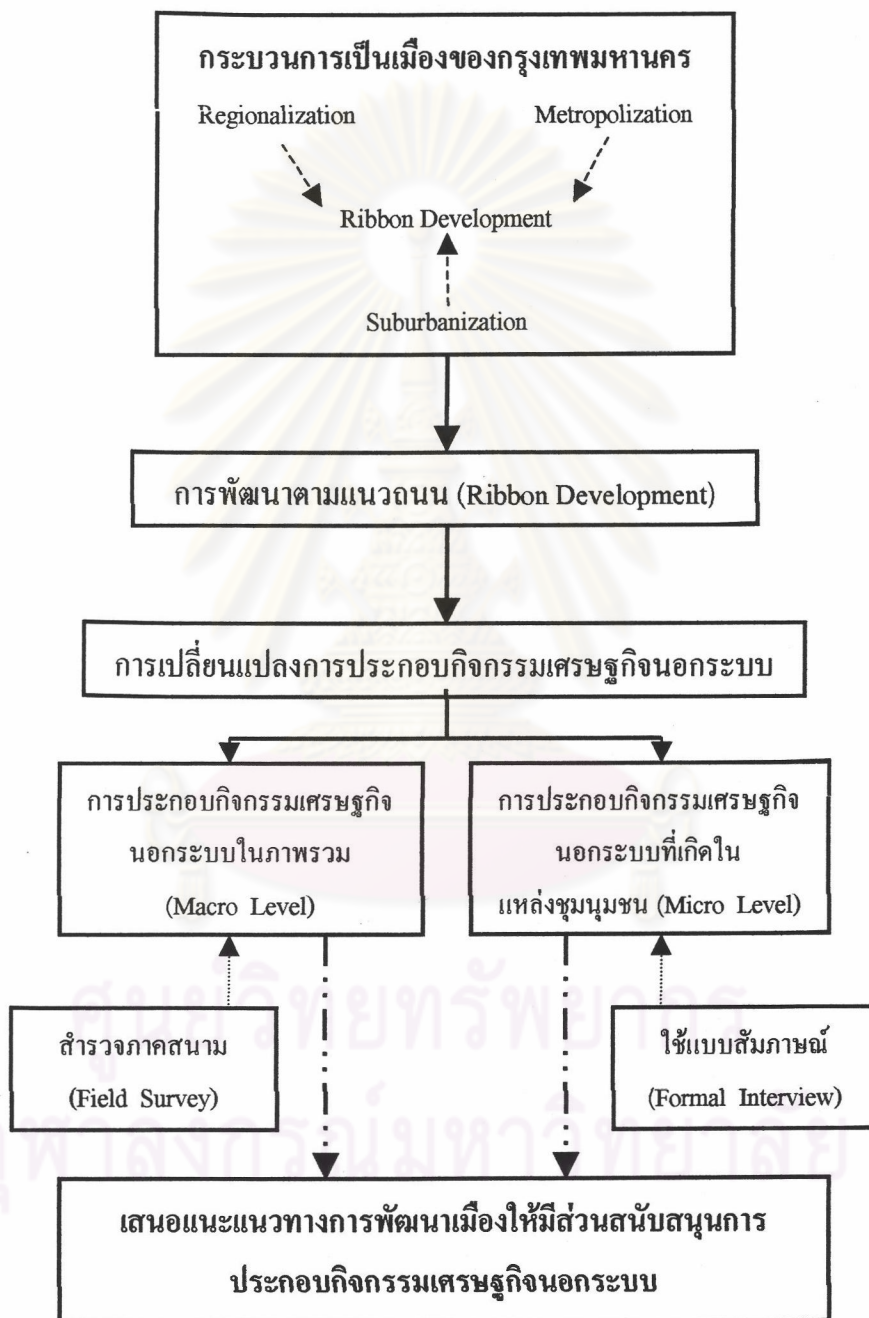 กระบวนการเป็นเมืองของกรุงเทพมหานคร
Regionalization
Metropolization
Ribbon Development
Suburbanization
การพัฒนาตามแนวถนน (Ribbon Development)
การเปลี่ยนแปลงการประกอบกิจกรรมเศรษฐกิจนอกระบบ
การประกอบกิจกรรมเศรษฐกิจ
นอกระบบในภาพรวม
(Macro Level)
การประกอบกิจกรรมเศรษฐกิจ
นอกระบบที่เกิดใน
แหล่งชุมนุมชน (Micro Level)
สำรวจภาคสนาม
(Field Survey)
ใช้แบบสัมภาษณ์
(Formal Interview)
ศูนย์วิทยทรัพยากร
จุฬาลงกรณ์มหาวิทยาลัย
เสนอแนะแนวทางการพัฒนาเมืองให้มีส่วนสนับสนุนการ
ประกอบกิจกรรมเศรษฐกิจนอกระบบ